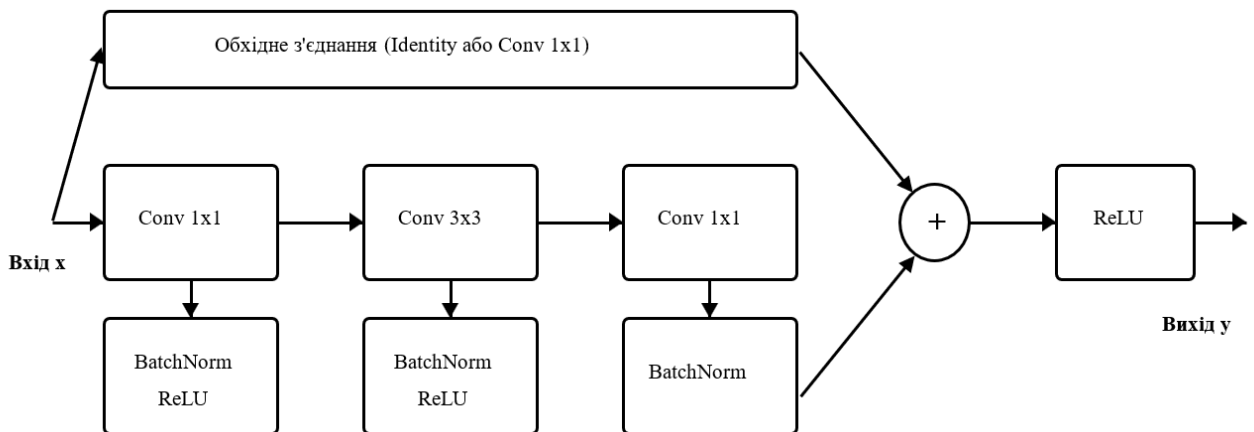 Обхідне з'єднання (Identity або Conv 1x1)
Conv 1x1
Conv 3x3
Conv 1x1
+
ReLU
Вхід x
Вихід y
BatchNorm
ReLU
BatchNorm
ReLU
BatchNorm